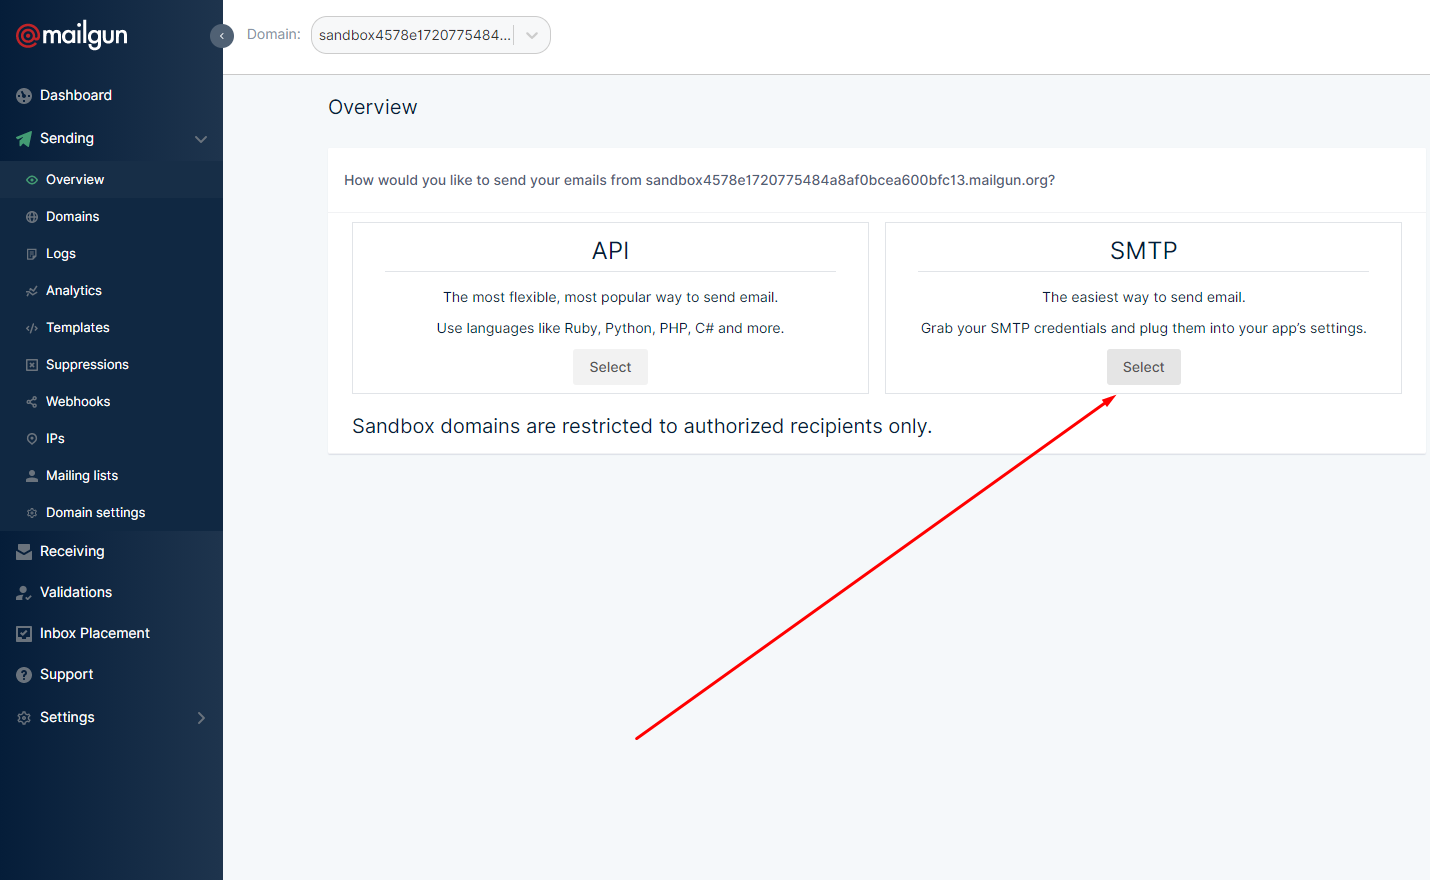 mailgun
Domain: sandbox4578e1720775484...
Dashboard
Sending
Overview
Domains
Logs
Analytics
Templates
Suppressions
Webhooks
IPs
Mailing lists
Domain settings
Receiving
Validations
Inbox Placement
Support
Settings
Overview
How would you like to send your emails from sandbox4578e1720775484a8af0bcea600bfc13.mailgun.org?
API
The most flexible, most popular way to send email.
Use languages like Ruby, Python, PHP, C# and more.
Select
SMTP
The easiest way to send email.
Grab your SMTP credentials and plug them into your app’s settings.
Select
Sandbox domains are restricted to authorized recipients only.